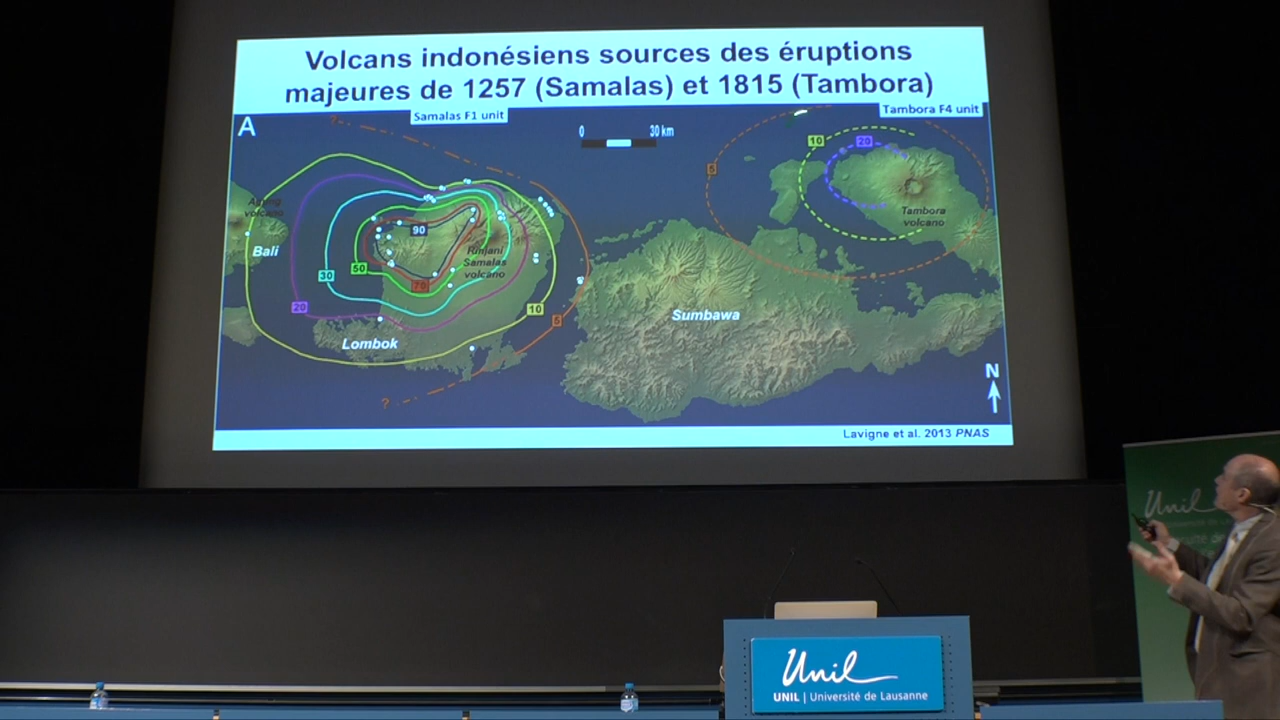 Volcans indonésiens sources des éruptions
majeures de 1257 (Samalas) et 1815 (Tambora)
A
?
Samalas F1 unit
0
30 km
Tambora F4 unit
5
10
20
Agung
volcano
Bali
90
Rinjani
Samalas
volcano
Tambora
volcano
30
50
70
20
10
5
Sumbawa
Lombok
?
N
Lavigne et al. 2013 PNAS
Unil
Unil
UNIL | Université de Lausanne